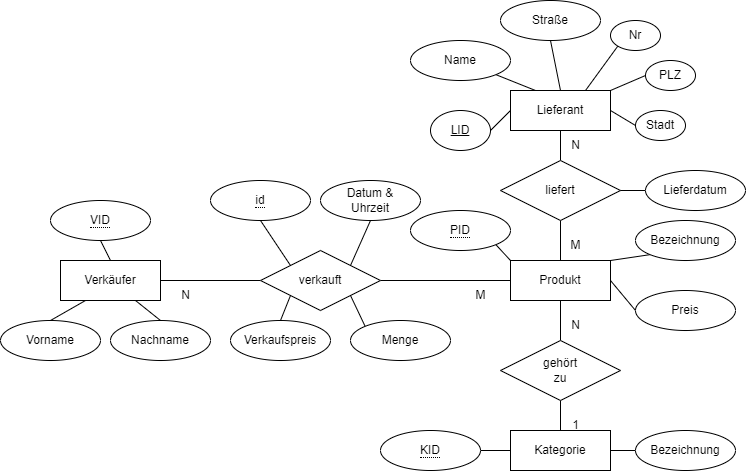 Straße
Nr
Name
PLZ
Lieferant
LID
Stadt
N
liefert
Lieferdatum
M
id
Datum &
Uhrzeit
VID
PID
Bezeichnung
Verkäufer
verkauft
Produkt
N
M
Preis
Vorname
Nachname
Verkaufspreis
Menge
N
gehört
zu
1
KID
Kategorie
Bezeichnung